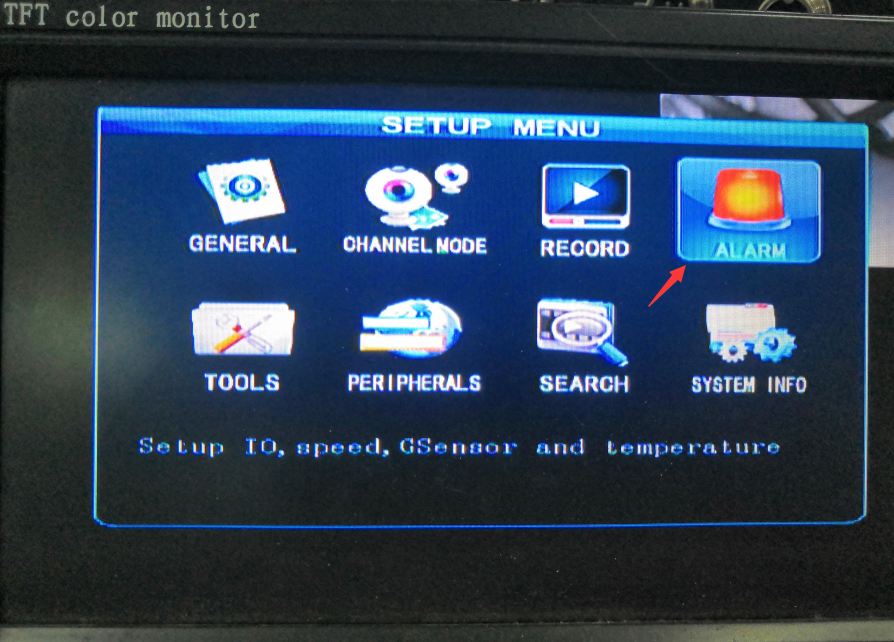 TFT color monitor
SETUP MENU
GENERAL
CHANNEL MODE
RECORD
ALARM
TOOLS
PERIPHERALS
SEARCH
SYSTEM INFO
Setup IO, speed, GSensor and temperature